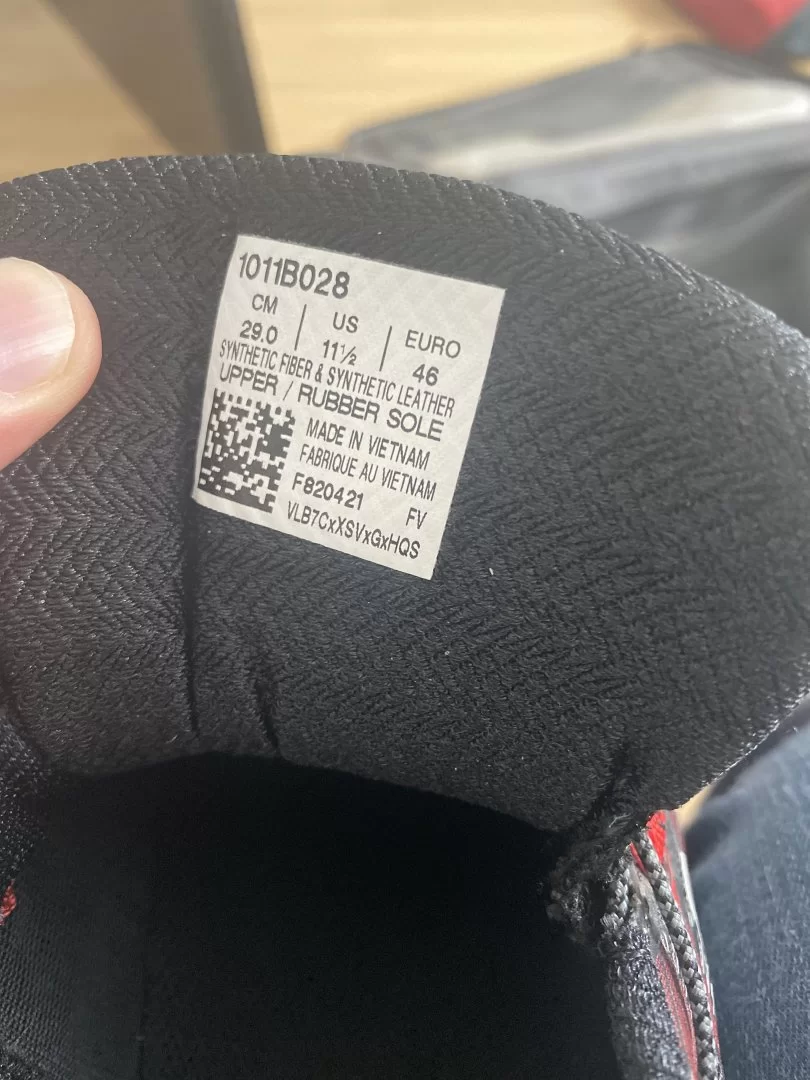 1011B028
CM | US | EURO
29.0 | 11½ | 46
SYNTHETIC FIBER & SYNTHETIC LEATHER
UPPER / RUBBER SOLE
MADE IN VIETNAM
FABRIQUE AU VIETNAM
F820421 FV
VLB7CxXSVxGxHQS